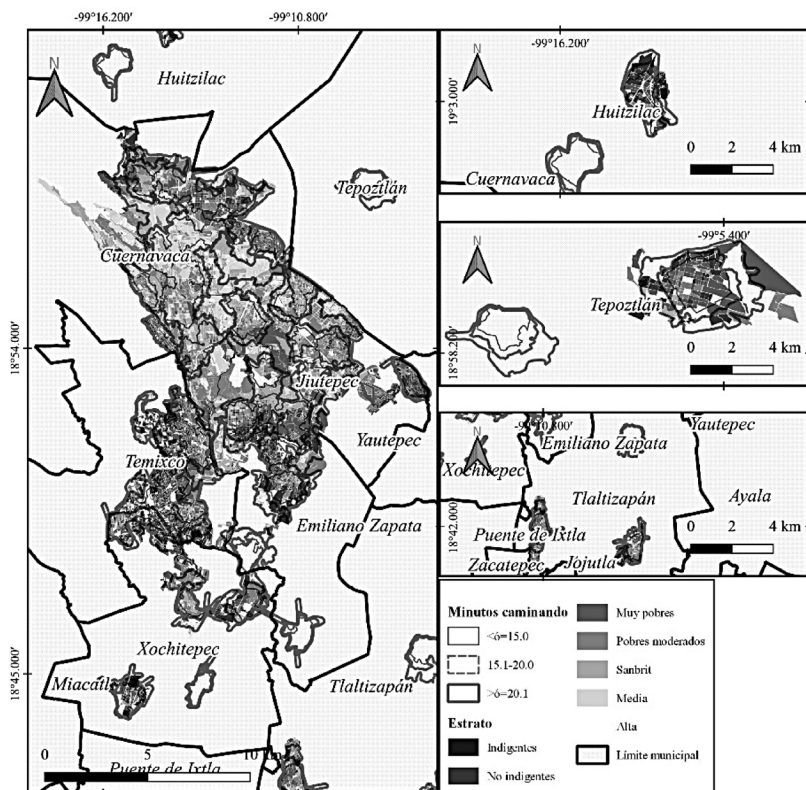 -99°16.200'
-99°10.800'
N
Huitzilac
Tepoztlán
Cuernavaca
18°54.000'
Jiutepec
Yautepec
Temixco
Emiliano Zapata
Xochitepec
18°45.000'
Miacatlán
Tlaltizapán
0 5 10 km
Puente de Ixtla
-99°16.200'
N
19°3.000'
Huitzilac
0 2 4 km
Cuernavaca
-99°5.400'
N
Tepoztlán
18°58.200'
0 2 4 km
-99°10.800'
Yautepec
N
Emiliano Zapata
Xochitepec
Tlaltizapán
Ayala
18°42.000'
Puente de Ixtla
0 2 4 km
Zacatepec
Jojutla
Minutos caminando
<ó=15.0
15.1-20.0
>ó=20.1
Estrato
Indigentes
No indigentes
Muy pobres
Pobres moderados
Sanbrit
Media
Alta
Límite municipal